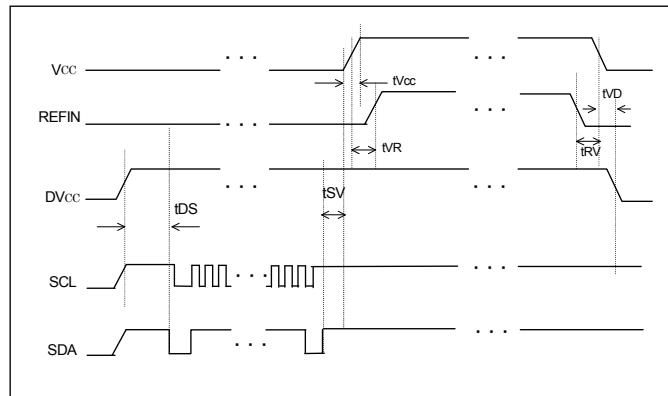 Vcc
tVcc
REFIN
tVD
tVR
tRV
DVcc
tSV
tDS
SCL
SDA